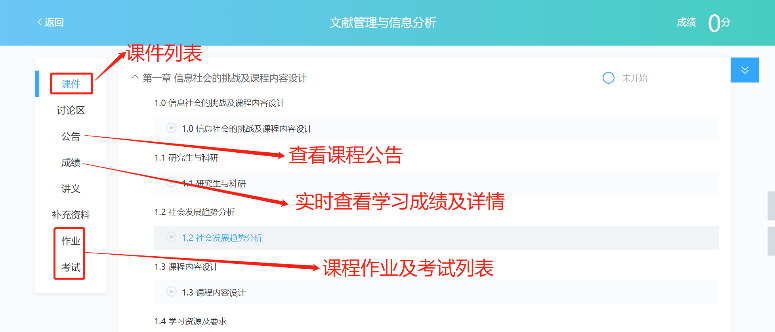 返回
文献管理与信息分析
成绩 0分
课件列表
课件
第一章 信息社会的挑战及课程内容设计
未开始
讨论区
1.0 信息社会的挑战及课程内容设计
公告
1.0 信息社会的挑战及课程内容设计
查看课程公告
成绩
1.1 研究生与科研
讲义
1.1 研究生与科研
实时查看学习成绩及详情
补充资料
1.2 社会发展趋势分析
作业
1.2 社会发展趋势分析
考试
1.3 课程内容设计
课程作业及考试列表
1.3 课程内容设计
1.4 学习资源及要求